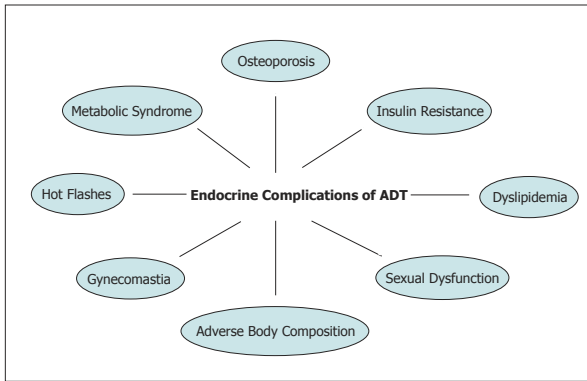 Osteoporosis
Metabolic Syndrome
Insulin Resistance
Hot Flashes
Endocrine Complications of ADT
Dyslipidemia
Gynecomastia
Sexual Dysfunction
Adverse Body Composition